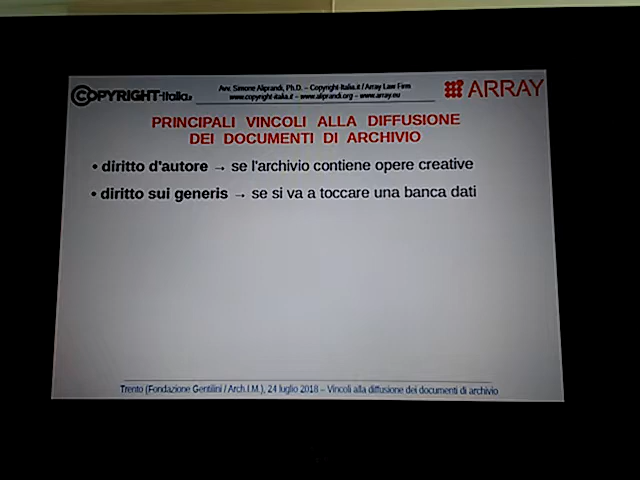 COPYRIGHT-Italia.it
Avv. Simone Aliprandi, Ph.D. – Copyright-Italia.it / Array Law Firm
www.copyright-italia.it – www.aliprandi.org – www.array.eu
ARRAY
PRINCIPALI VINCOLI ALLA DIFFUSIONE
DEI DOCUMENTI DI ARCHIVIO
• diritto d'autore → se l'archivio contiene opere creative
• diritto sui generis → se si va a toccare una banca dati
Trento (Fondazione Gentilini / Arch.I.M.), 24 luglio 2018 – Vincoli alla diffusione dei documenti di archivio